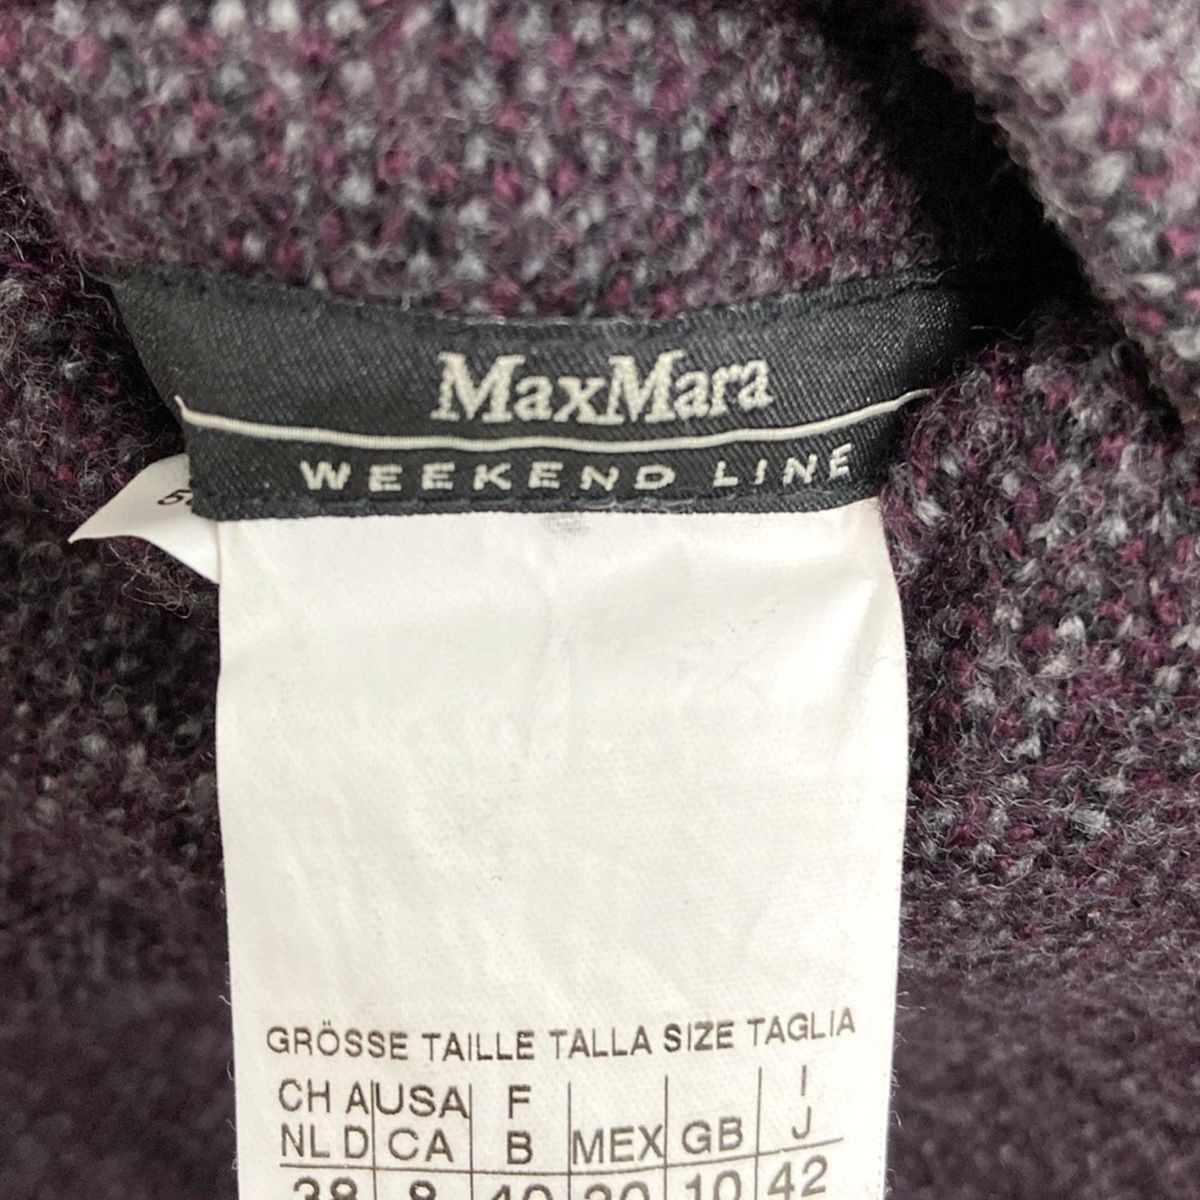 MaxMara
WEEKEND LINE
GRÖSSE TAILLE TALLA SIZE TAGLIA
CH A USA F I
NL D CA B MEX GB J
38 8 40 30 10 42